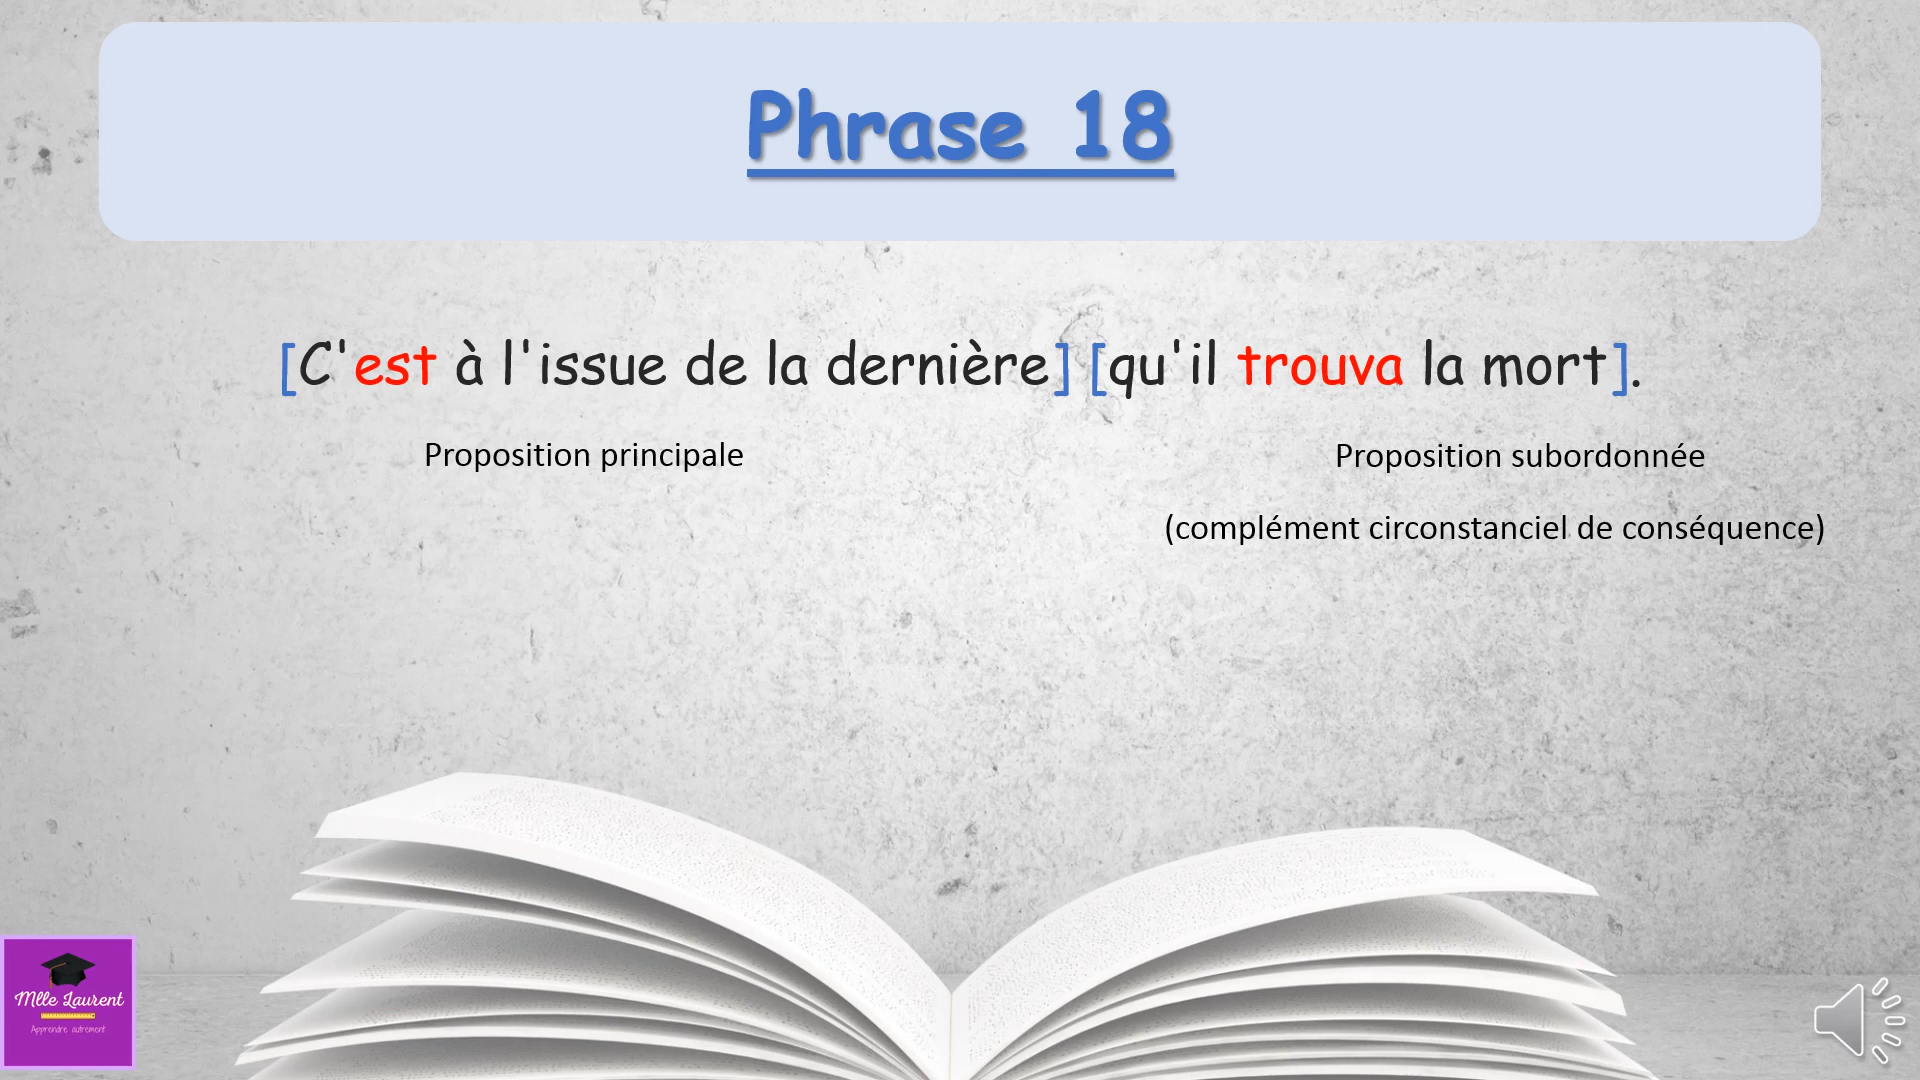 Phrase 18
[C'est à l'issue de la dernière] [qu'il trouva la mort].
Proposition principale
Proposition subordonnée
(complément circonstanciel de conséquence)
Mlle Laurent
Apprendre autrement